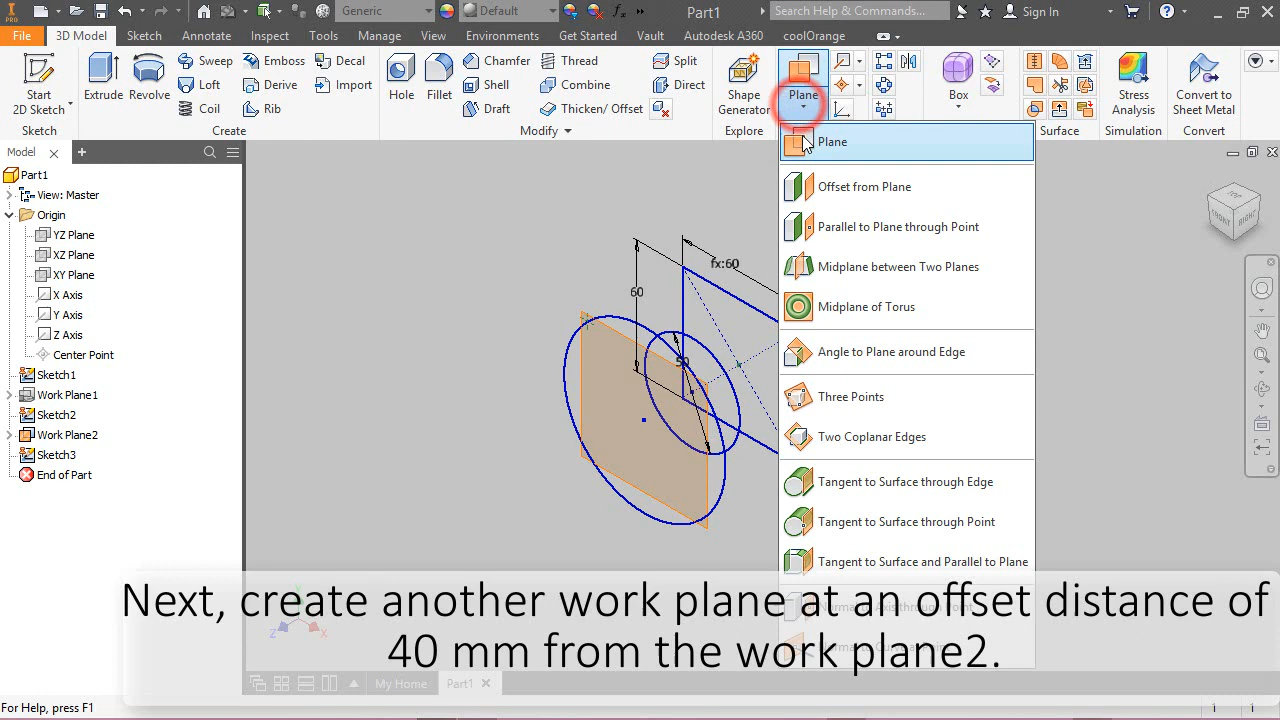 PRO
Generic
Default
Part1
Search Help & Commands...
Sign In
File
3D Model
Sketch
Annotate
Inspect
Tools
Manage
View
Environments
Get Started
Vault
Autodesk A360
coolOrange
Start
2D Sketch
Extrude
Revolve
Sweep
Loft
Coil
Emboss
Derive
Rib
Decal
Import
Hole
Fillet
Chamfer
Shell
Draft
Thread
Combine
Thicken/ Offset
Split
Direct
Shape
Generator
Plane
Box
Stress
Analysis
Convert to
Sheet Metal
Sketch
Create
Modify
Explore
Surface
Simulation
Convert
Model
Part1
View: Master
Origin
YZ Plane
XZ Plane
XY Plane
X Axis
Y Axis
Z Axis
Center Point
Sketch1
Work Plane1
Sketch2
Work Plane2
Sketch3
End of Part
Plane
Offset from Plane
Parallel to Plane through Point
Midplane between Two Planes
Midplane of Torus
Angle to Plane around Edge
Three Points
Two Coplanar Edges
Tangent to Surface through Edge
Tangent to Surface through Point
Tangent to Surface and Parallel to Plane
fx:60
60
TOP
FRONT
RIGHT
Next, create another work plane at an offset distance of
40 mm from the work plane2.
Z
X
My Home
Part1
For Help, press F1
1
1